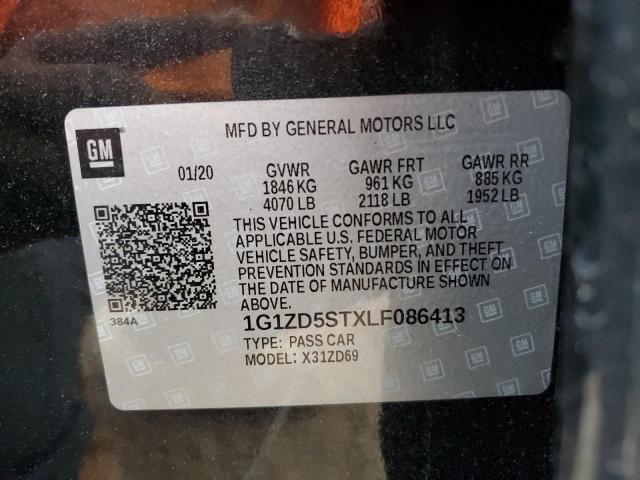 GM
MFD BY GENERAL MOTORS LLC
01/20 GVWR GAWR FRT GAWR RR
1846 KG 961 KG 885 KG
4070 LB 2118 LB 1952 LB
THIS VEHICLE CONFORMS TO ALL
APPLICABLE U.S. FEDERAL MOTOR
VEHICLE SAFETY, BUMPER, AND THEFT
PREVENTION STANDARDS IN EFFECT ON
THE DATE OF MANUFACTURE SHOWN
ABOVE.
384A
1G1ZD5STXLF086413
TYPE: PASS CAR
MODEL: X31ZD69